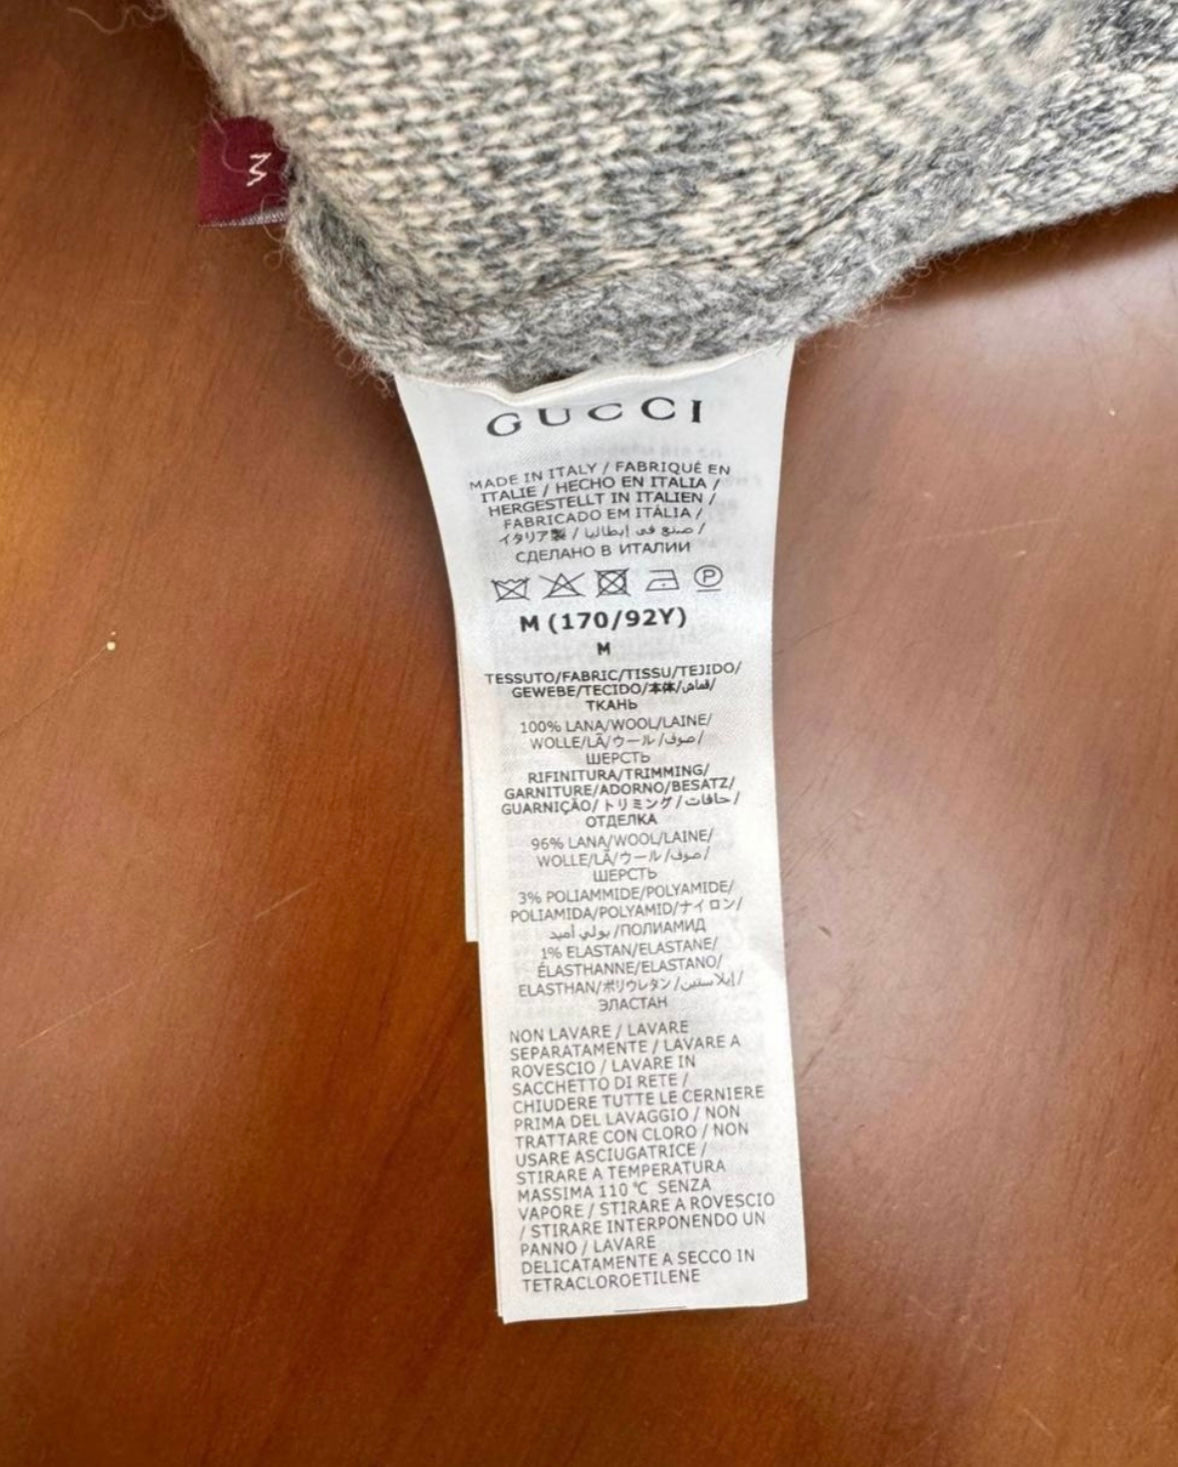 M
GUCCI
MADE IN ITALY / FABRIQUÉ EN
ITALIE / HECHO EN ITALIA /
HERGESTELLT IN ITALIEN /
FABRICADO EM ITÁLIA /
イタリア製 / صنع في إيطاليا /
СДЕЛАНО В ИТАЛИИ
P
M (170/92Y)
M
TESSUTO/FABRIC/TISSU/TEJIDO/
GEWEBE/TECIDO/本体/قماش/
ТКАНЬ
100% LANA/WOOL/LAINE/
WOLLE/LÃ/ウール/صوف/
ШЕРСТЬ
RIFINITURA/TRIMMING/
GARNITURE/ADORNO/BESATZ/
GUARNIÇÃO/トリミング/حافات/
ОТДЕЛКА
96% LANA/WOOL/LAINE/
WOLLE/LÃ/ウール/صوف/
ШЕРСТЬ
3% POLIAMMIDE/POLYAMIDE/
POLIAMIDA/POLYAMID/ナイロン/
بولي أميد/ПОЛИАМИД
1% ELASTAN/ELASTANE/
ÉLASTHANNE/ELASTANO/
ELASTHAN/ポリウレタン/إيلاستين/
ЭЛАСТАН
NON LAVARE / LAVARE
SEPARATAMENTE / LAVARE A
ROVESCIO / LAVARE IN
SACCHETTO DI RETE /
CHIUDERE TUTTE LE CERNIERE
PRIMA DEL LAVAGGIO / NON
TRATTARE CON CLORO / NON
USARE ASCIUGATRICE /
STIRARE A TEMPERATURA
MASSIMA 110 °C SENZA
VAPORE / STIRARE A ROVESCIO
/ STIRARE INTERPONENDO UN
PANNO / LAVARE
DELICATAMENTE A SECCO IN
TETRACLOROETILENE